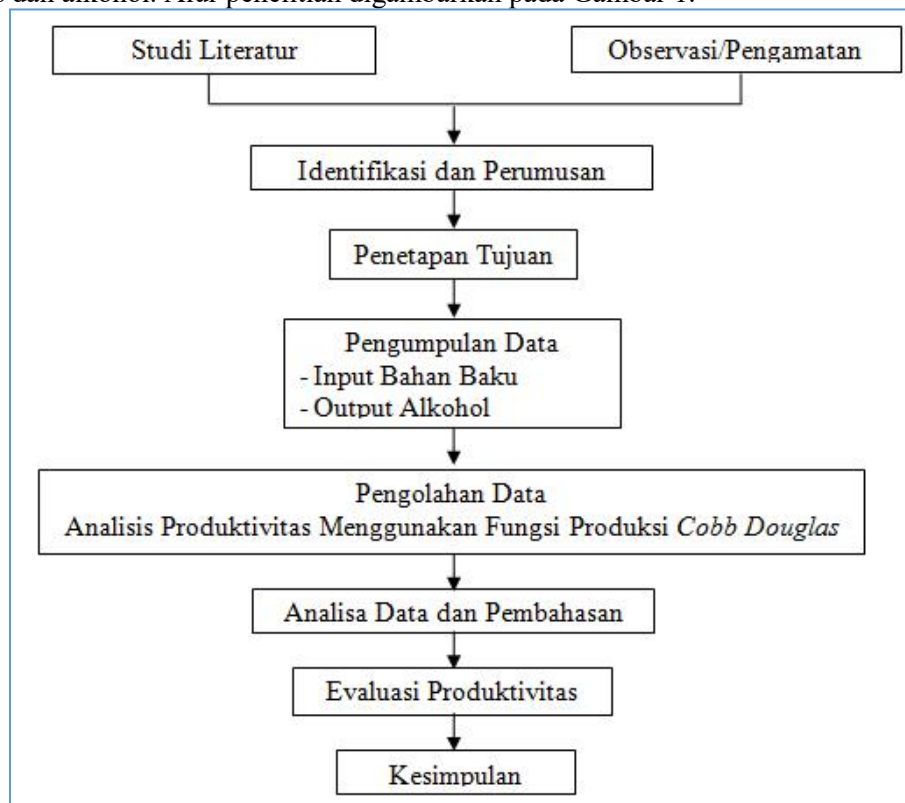 dan alkohol. Alur penelitian digambarkan pada Gambar 1.
Studi Literatur
Observasi/Pengamatan
Identifikasi dan Perumusan
Penetapan Tujuan
Pengumpulan Data
- Input Bahan Baku
- Output Alkohol
Pengolahan Data
Analisis Produktivitas Menggunakan Fungsi Produksi Cobb Douglas
Analisa Data dan Pembahasan
Evaluasi Produktivitas
Kesimpulan